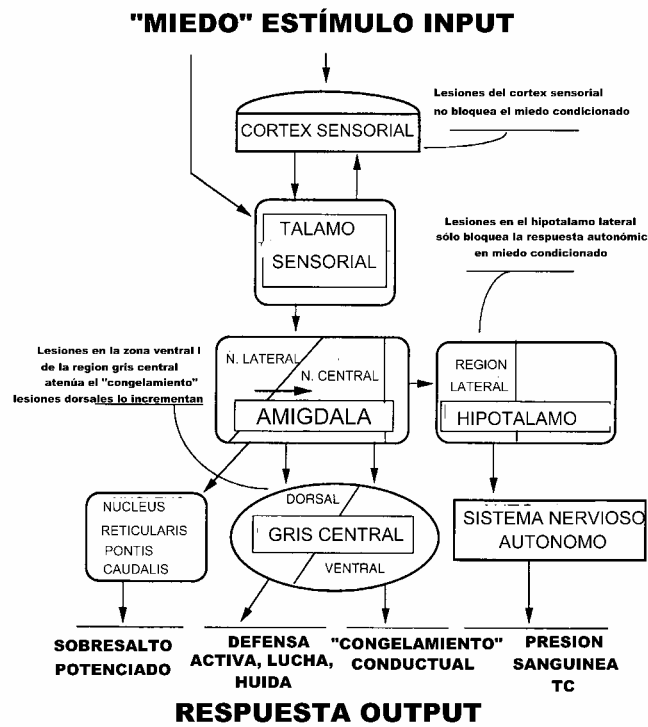 "MIEDO" ESTÍMULO INPUT
Lesiones del cortex sensorial
no bloquea el miedo condicionado
CORTEX SENSORIAL
TALAMO
SENSORIAL
Lesiones en el hipotalamo lateral
sólo bloquea la respuesta autonómic
en miedo condicionado
Lesiones en la zona ventral l
de la region gris central
atenúa el "congelamiento"
lesiones dorsales lo incrementan
N. LATERAL
N. CENTRAL
AMIGDALA
REGION
LATERAL
HIPOTALAMO
NUCLEUS
RETICULARIS
PONTIS
CAUDALIS
DORSAL
GRIS CENTRAL
VENTRAL
SISTEMA NERVIOSO
AUTONOMO
SOBRESALTO
POTENCIADO
DEFENSA
ACTIVA, LUCHA,
HUIDA
"CONGELAMIENTO"
CONDUCTUAL
PRESION
SANGUINEA
TC
RESPUESTA OUTPUT